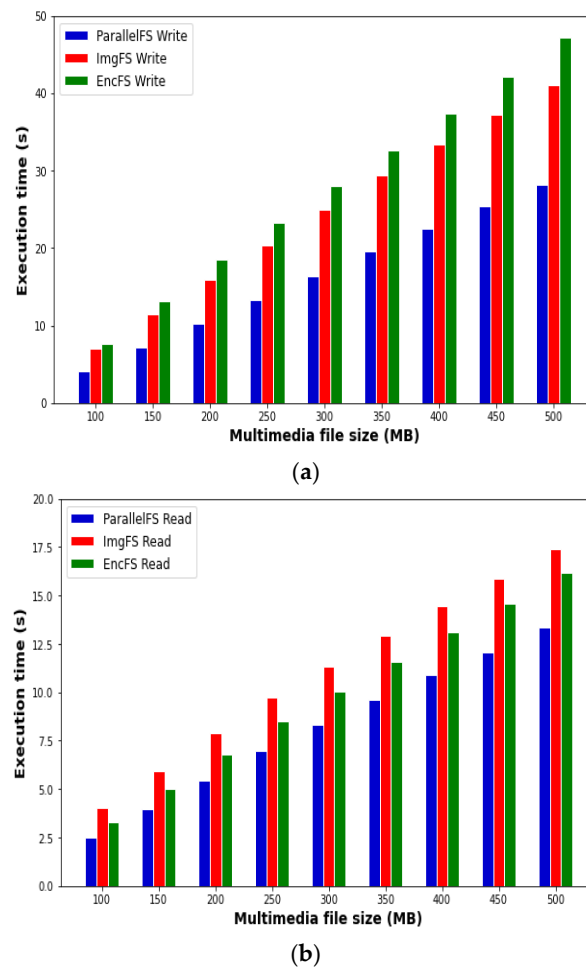 50
40
30
20
10
0
Execution time (s)
ParallelFS Write
ImgFS Write
EncFS Write
100 150 200 250 300 350 400 450 500
Multimedia file size (MB)
(a)
20.0
17.5
15.0
12.5
10.0
7.5
5.0
2.5
0.0
Execution time (s)
ParallelFS Read
ImgFS Read
EncFS Read
100 150 200 250 300 350 400 450 500
Multimedia file size (MB)
(b)